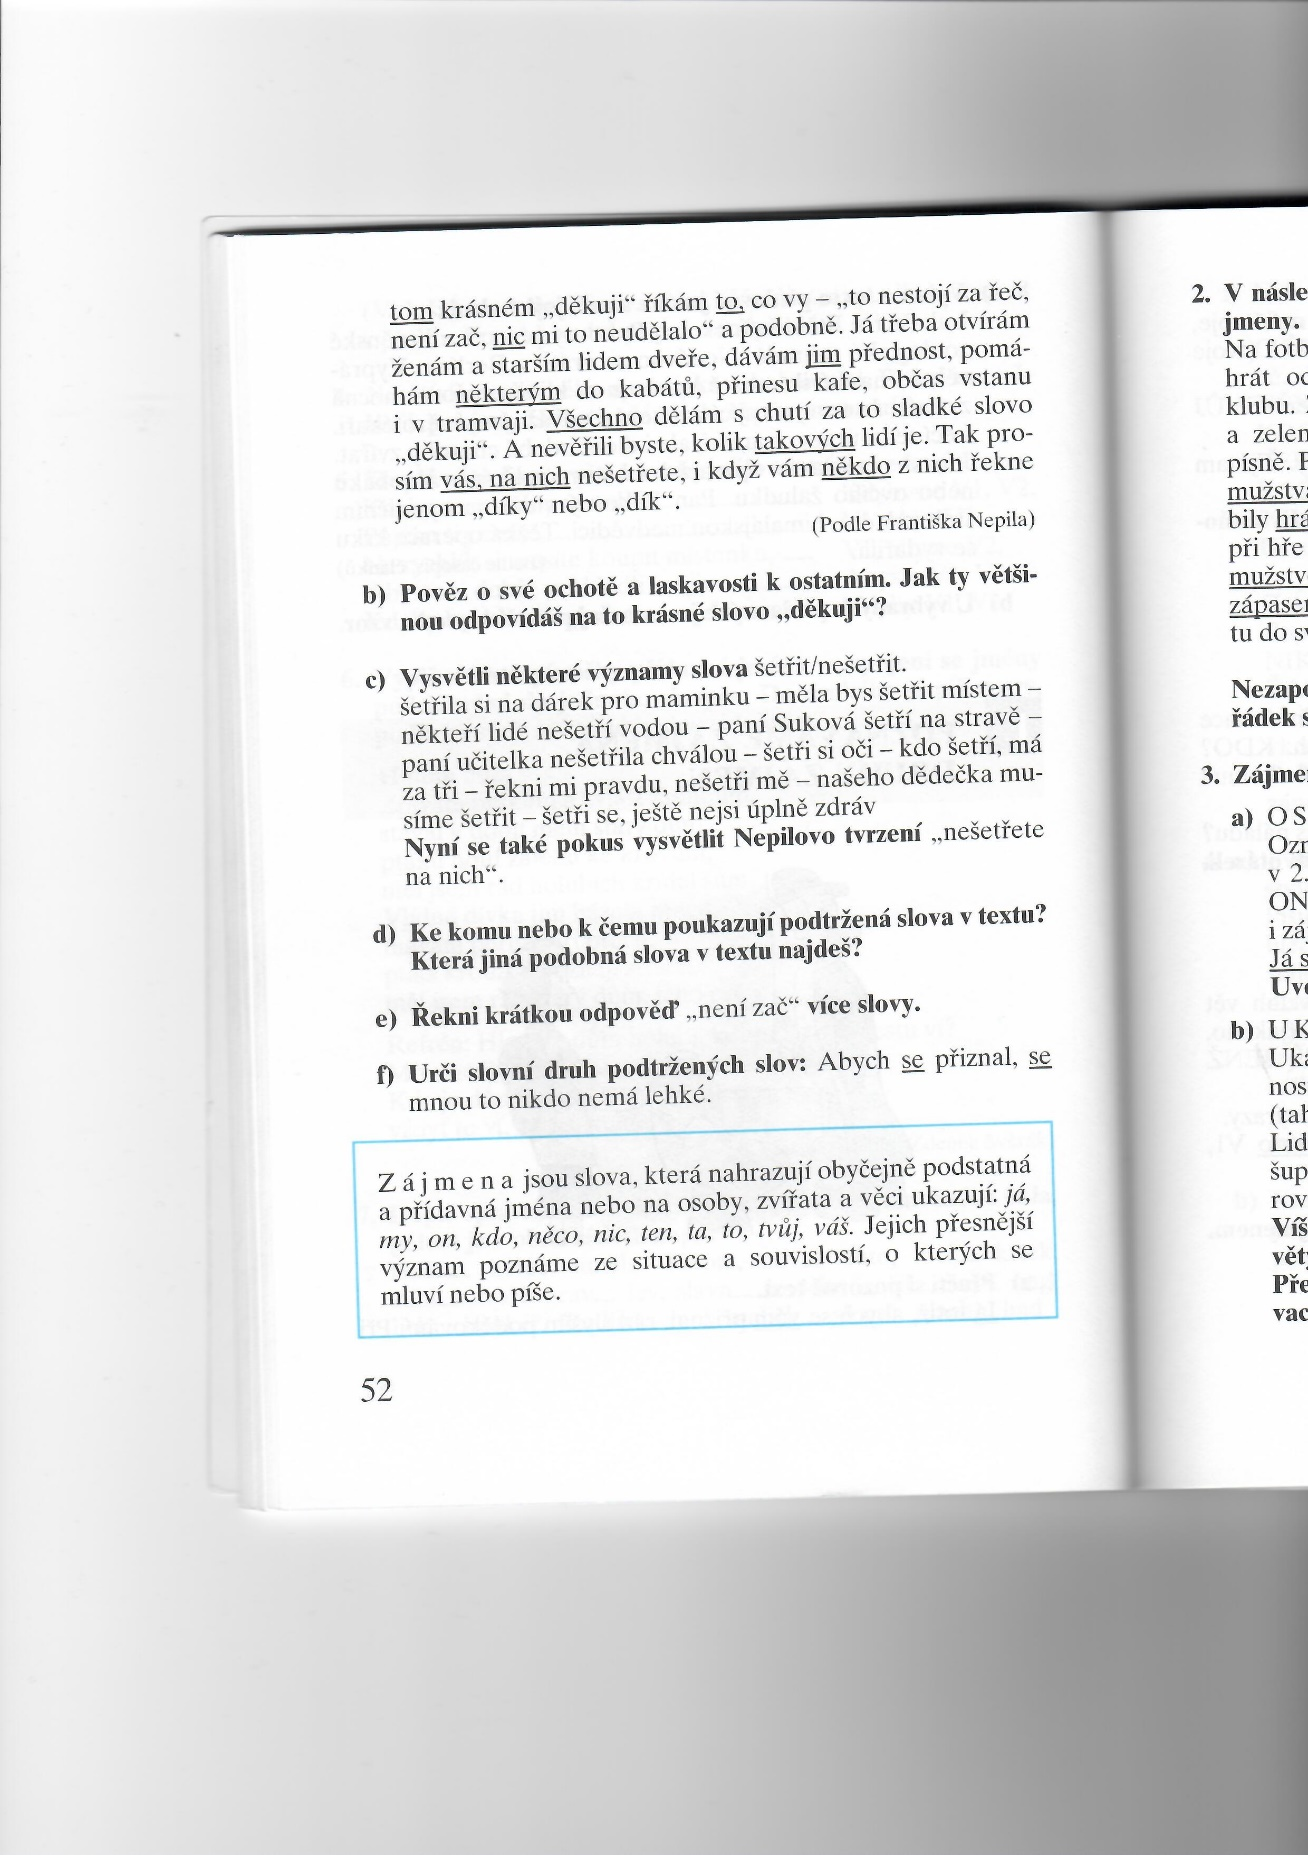 tom krásném „děkuji“ říkám to, co vy – „to nestojí za řeč,
není zač, nic mi to neudělalo“ a podobně. Já třeba otvírám
ženám a starším lidem dveře, dávám jim přednost, pomá-
hám některým do kabátů, přinesu kafe, občas vstanu
i v tramvaji. Všechno dělám s chutí za to sladké slovo
„děkuji“. A nevěřili byste, kolik takových lidí je. Tak pro-
sím vás, na nich nešetřete, i když vám někdo z nich řekne
jenom „díky“ nebo „dík“.
(Podle Františka Nepila)
b) Pověz o své ochotě a laskavosti k ostatním. Jak ty větši-
nou odpovídáš na to krásné slovo „děkuji“?
c) Vysvětli některé významy slova šetřit/nešetřit.
šetřila si na dárek pro maminku – měla bys šetřit místem –
někteří lidé nešetří vodou – paní Suková šetří na stravě –
paní učitelka nešetřila chválou – šetři si oči – kdo šetří, má
za tři – řekni mi pravdu, nešetři mě – našeho dědečka mu-
síme šetřit – šetři se, ještě nejsi úplně zdráv
Nyní se také pokus vysvětlit Nepilovo tvrzení „nešetřete
na nich“.
d) Ke komu nebo k čemu poukazují podtržená slova v textu?
Která jiná podobná slova v textu najdeš?
e) Řekni krátkou odpověď „není zač“ více slovy.
f) Urči slovní druh podtržených slov: Abych se přiznal, se
mnou to nikdo nemá lehké.
Zájmena jsou slova, která nahrazují obyčejně podstatná
a přídavná jména nebo na osoby, zvířata a věci ukazují: já,
my, on, kdo, něco, nic, ten, ta, to, tvůj, váš. Jejich přesnější
význam poznáme ze situace a souvislostí, o kterých se
mluví nebo píše.
52
2. V násle
jmeny.
Na fotb
hrát
klubu.
a zelen
písně.
mužstva
bily hrá
při hře
mužstv
zápaser
tu do sv
Nezapo
řádek s
3. Zájme
a) OS
Ozn
v 2.
ON
i záj
Já s
Uve
b) UK
Uka
nos
(tah
Lid
šup
rov
Víš
věty
Pře
vac